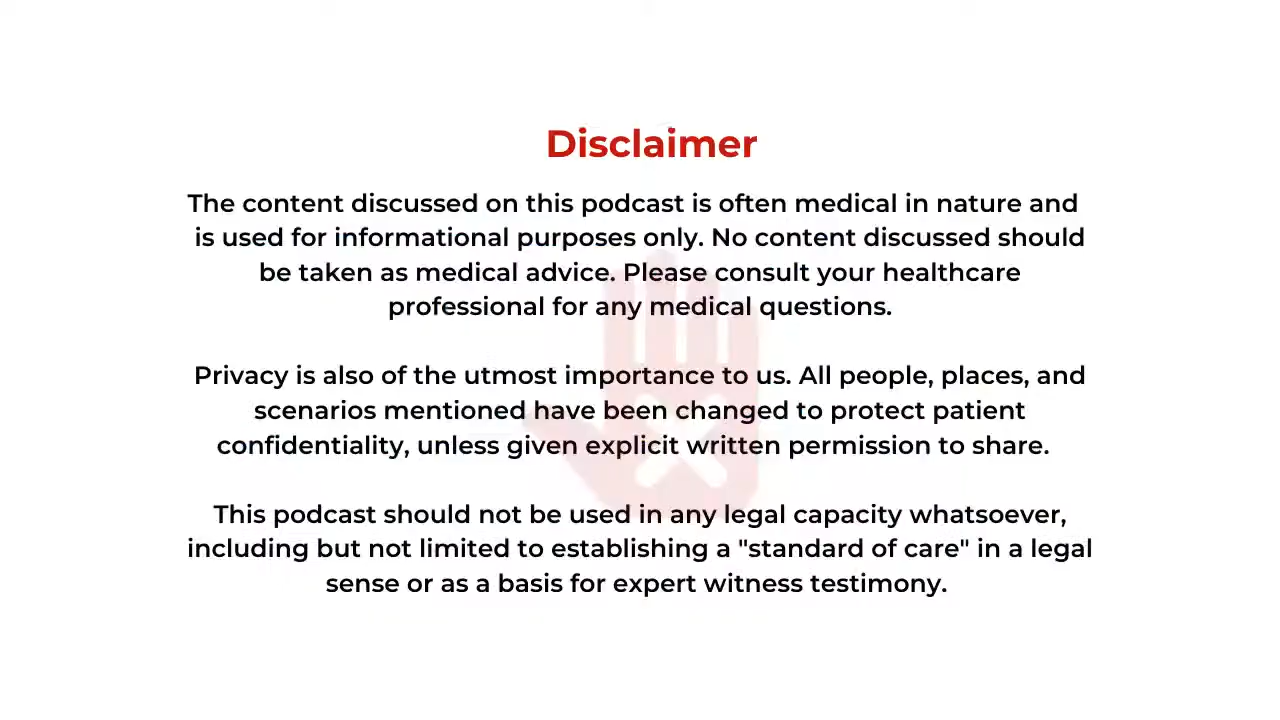 Disclaimer
The content discussed on this podcast is often medical in nature and
is used for informational purposes only. No content discussed should
be taken as medical advice. Please consult your healthcare
professional for any medical questions.
Privacy is also of the utmost importance to us. All people, places, and
scenarios mentioned have been changed to protect patient
confidentiality, unless given explicit written permission to share.
This podcast should not be used in any legal capacity whatsoever,
including but not limited to establishing a "standard of care" in a legal
sense or as a basis for expert witness testimony.